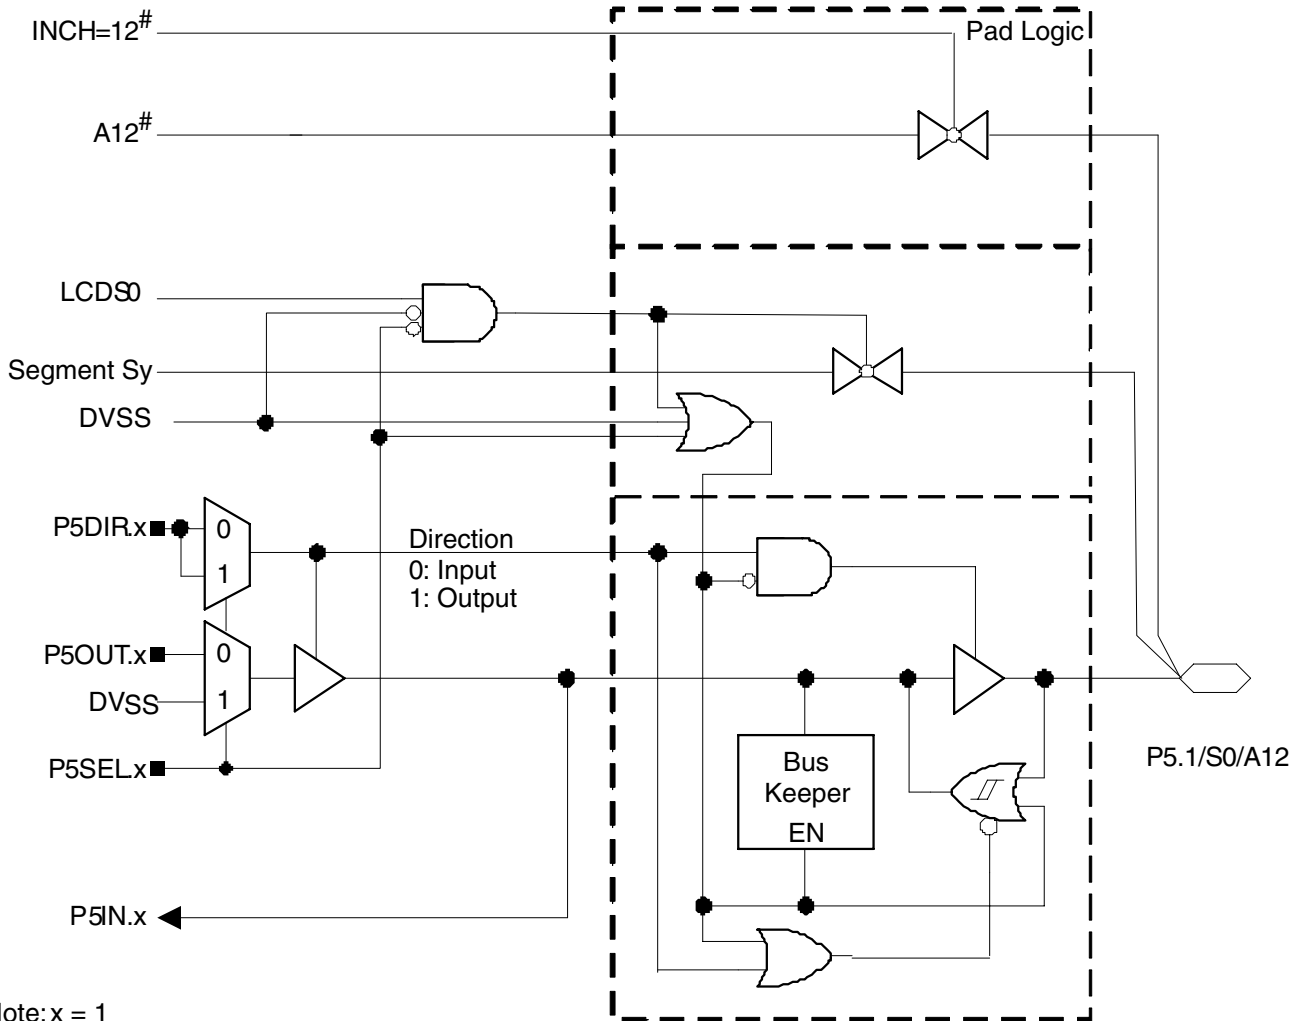 INCH=12#
Pad Logic
A12#
LCDS0
Segment Sy
DVSS
P5DIR.x
0
1
Direction
0: Input
1: Output
P5OUT.x
0
DVSS
1
P5SEL.x
Bus
Keeper
EN
P5.1/S0/A12
P5IN.x
lote: x = 1